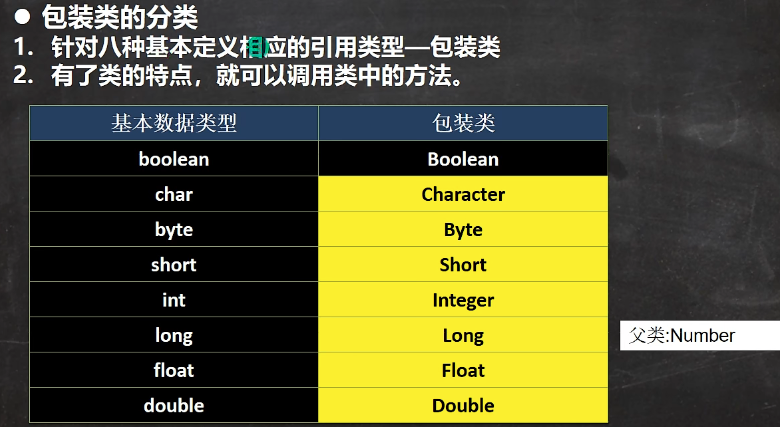 ● 包装类的分类
1. 针对八种基本定义相应的引用类型—包装类
2. 有了类的特点，就可以调用类中的方法。
基本数据类型 包装类
boolean Boolean
char Character
byte Byte
short Short
int Integer
long Long
父类:Number
float Float
double Double